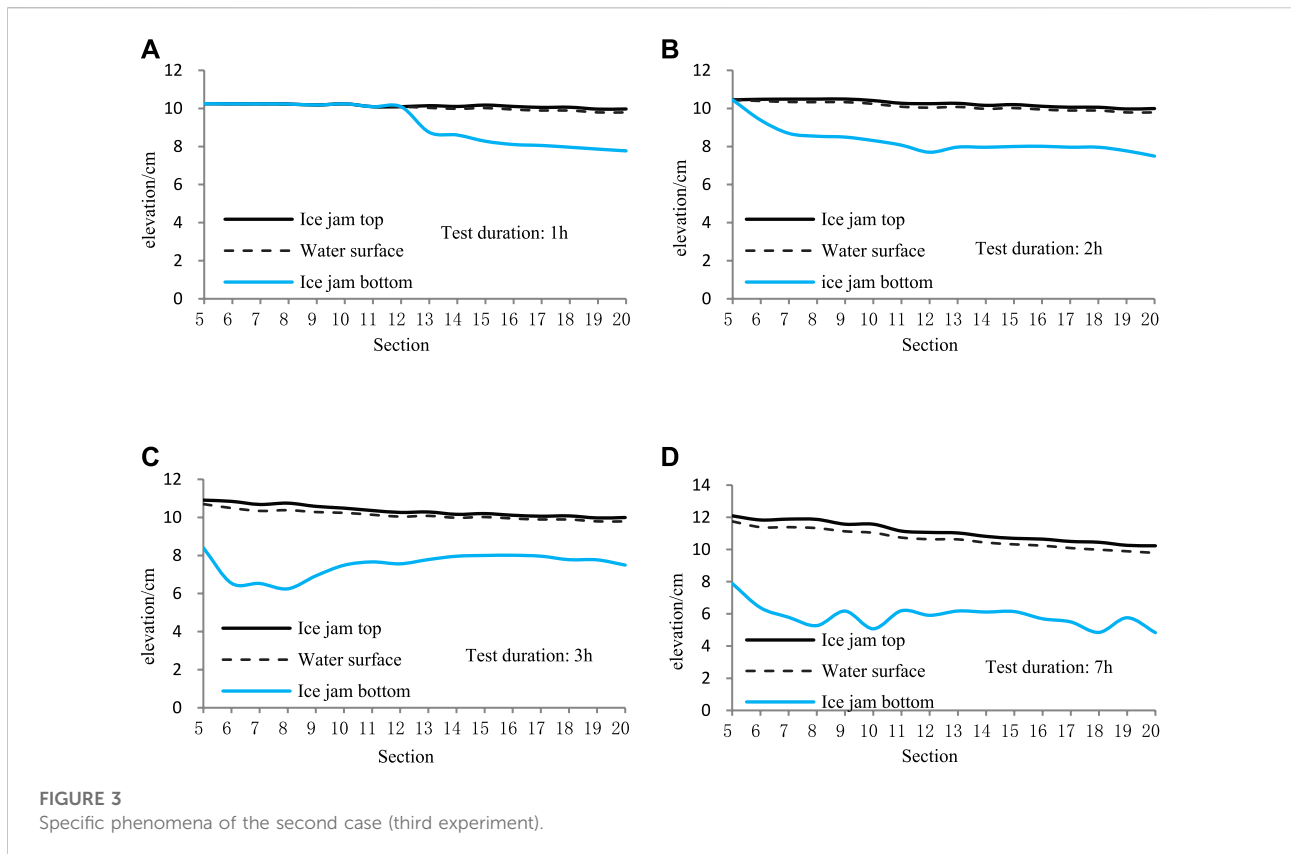 A
12
10
8
6
4
2
0
elevation/cm
Ice jam top
Water surface
Ice jam bottom
Test duration: 1h
5 6 7 8 9 10 11 12 13 14 15 16 17 18 19 20
Section
B
12
10
8
6
4
2
0
elevation/cm
Ice jam top
Water surface
ice jam bottom
Test duration: 2h
5 6 7 8 9 10 11 12 13 14 15 16 17 18 19 20
Section
C
12
10
8
6
4
2
0
elevation/cm
Ice jam top
Water surface
Ice jam bottom
Test duration: 3h
5 6 7 8 9 10 11 12 13 14 15 16 17 18 19 20
Section
D
14
12
10
8
6
4
2
0
elevation/cm
Ice jam top
Water surface
Ice jam bottom
Test duration: 7h
5 6 7 8 9 10 11 12 13 14 15 16 17 18 19 20
Section
FIGURE 3
Specific phenomena of the second case (third experiment).